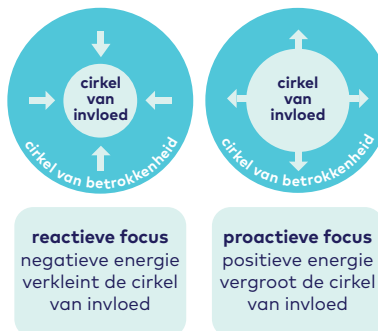 cirkel
van
invloed
cirkel van betrokkenheid
cirkel
van
invloed
cirkel van betrokkenheid
reactieve focus
negatieve energie
verkleint de cirkel
van invloed
proactieve focus
positieve energie
vergroot de cirkel
van invloed